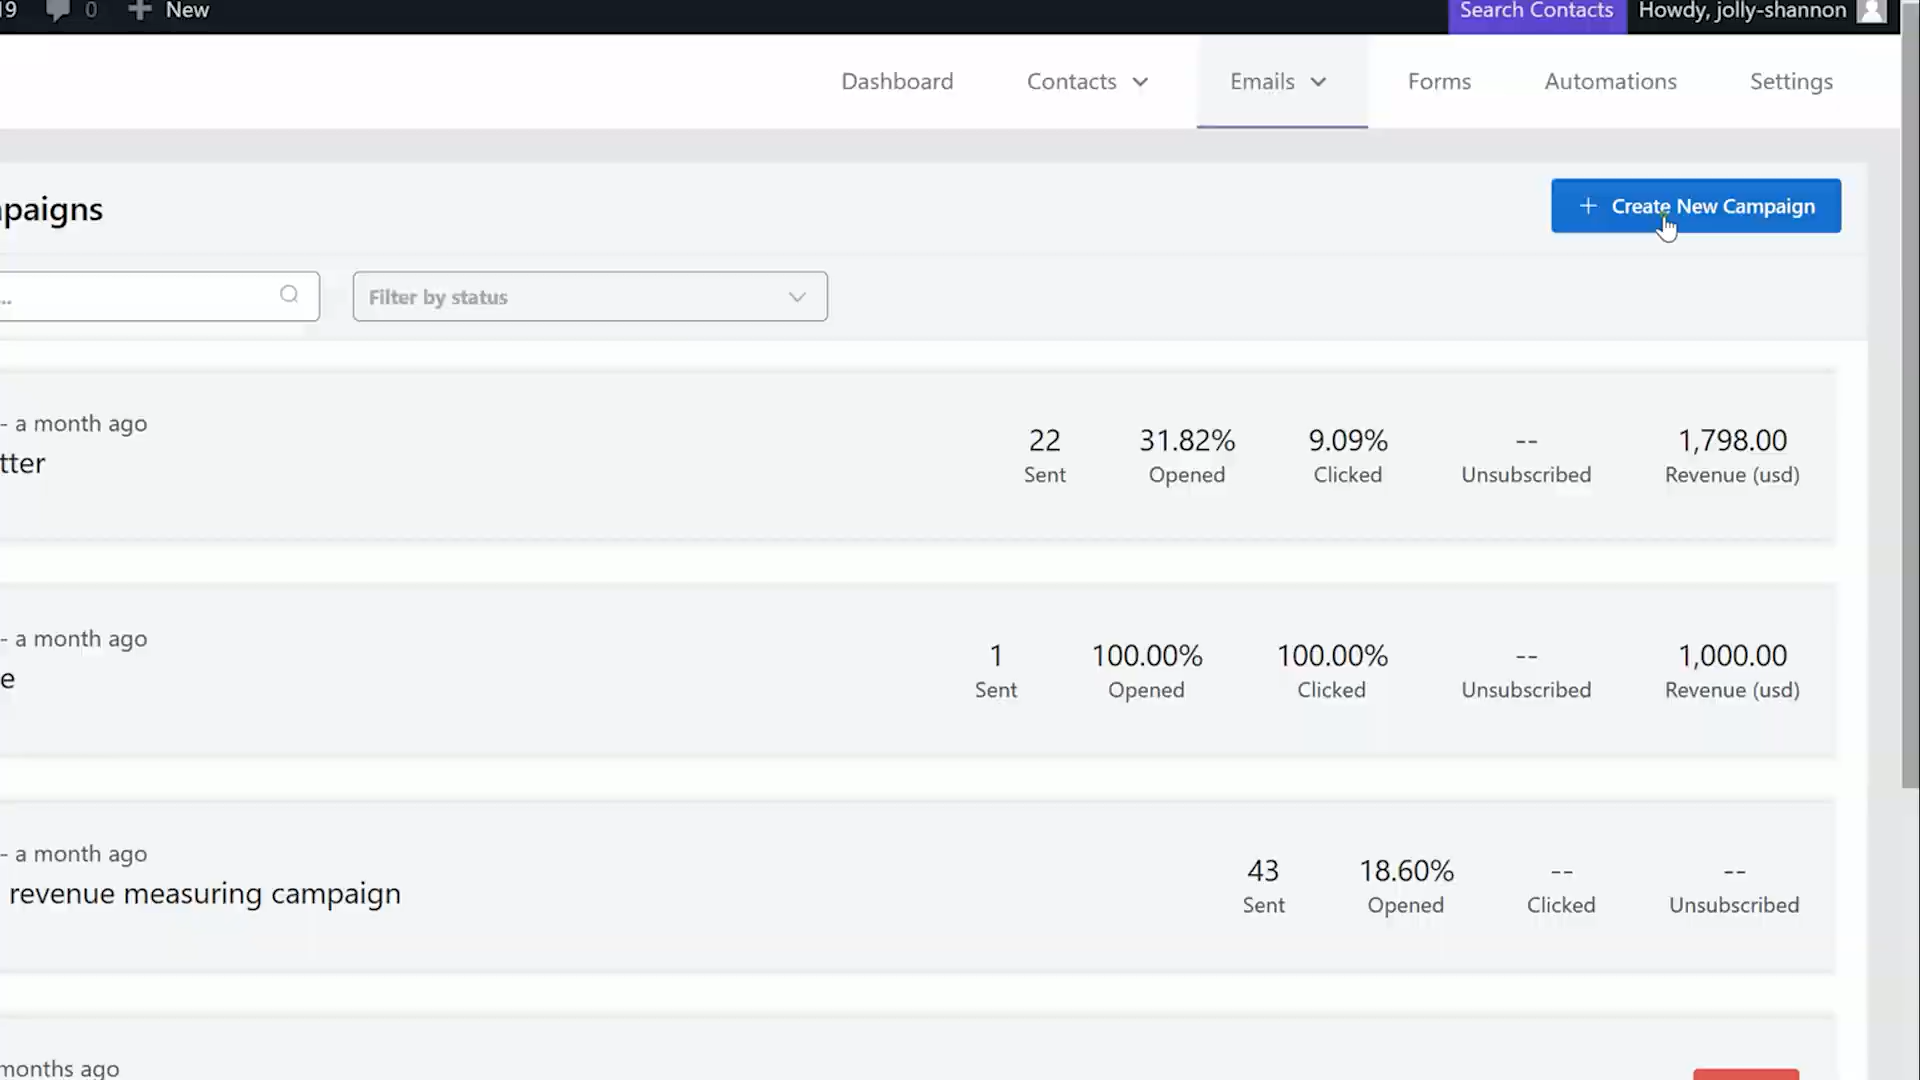 19 0 New Search Contacts Howdy, jolly-shannon
Dashboard Contacts Emails Forms Automations Settings
paigns
+ Create New Campaign
...
Filter by status
- a month ago
tter
22 31.82% 9.09% -- 1,798.00
Sent Opened Clicked Unsubscribed Revenue (usd)
- a month ago
e
1 100.00% 100.00% -- 1,000.00
Sent Opened Clicked Unsubscribed Revenue (usd)
- a month ago
revenue measuring campaign
43 18.60% -- --
Sent Opened Clicked Unsubscribed
months ago